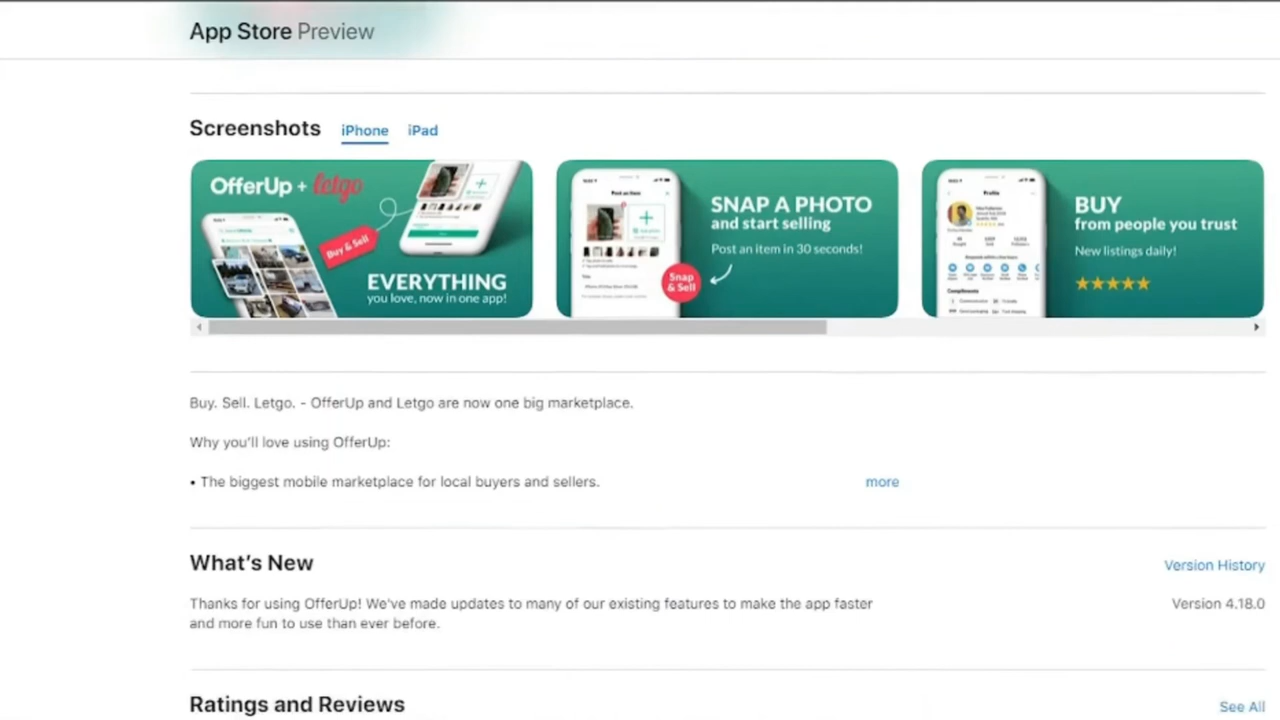 App Store Preview
Screenshots iPhone iPad
OfferUp + letgo
Buy & Sell
EVERYTHING
you love, now in one app!
Post an item
Snap
& Sell
SNAP A PHOTO
and start selling
Post an item in 30 seconds!
Profile
Compliments
BUY
from people you trust
New listings daily!
Buy. Sell. Letgo. - OfferUp and Letgo are now one big marketplace.
Why you'll love using OfferUp:
• The biggest mobile marketplace for local buyers and sellers.
more
What's New
Version History
Thanks for using OfferUp! We've made updates to many of our existing features to make the app faster
and more fun to use than ever before.
Version 4.18.0
Ratings and Reviews
See All